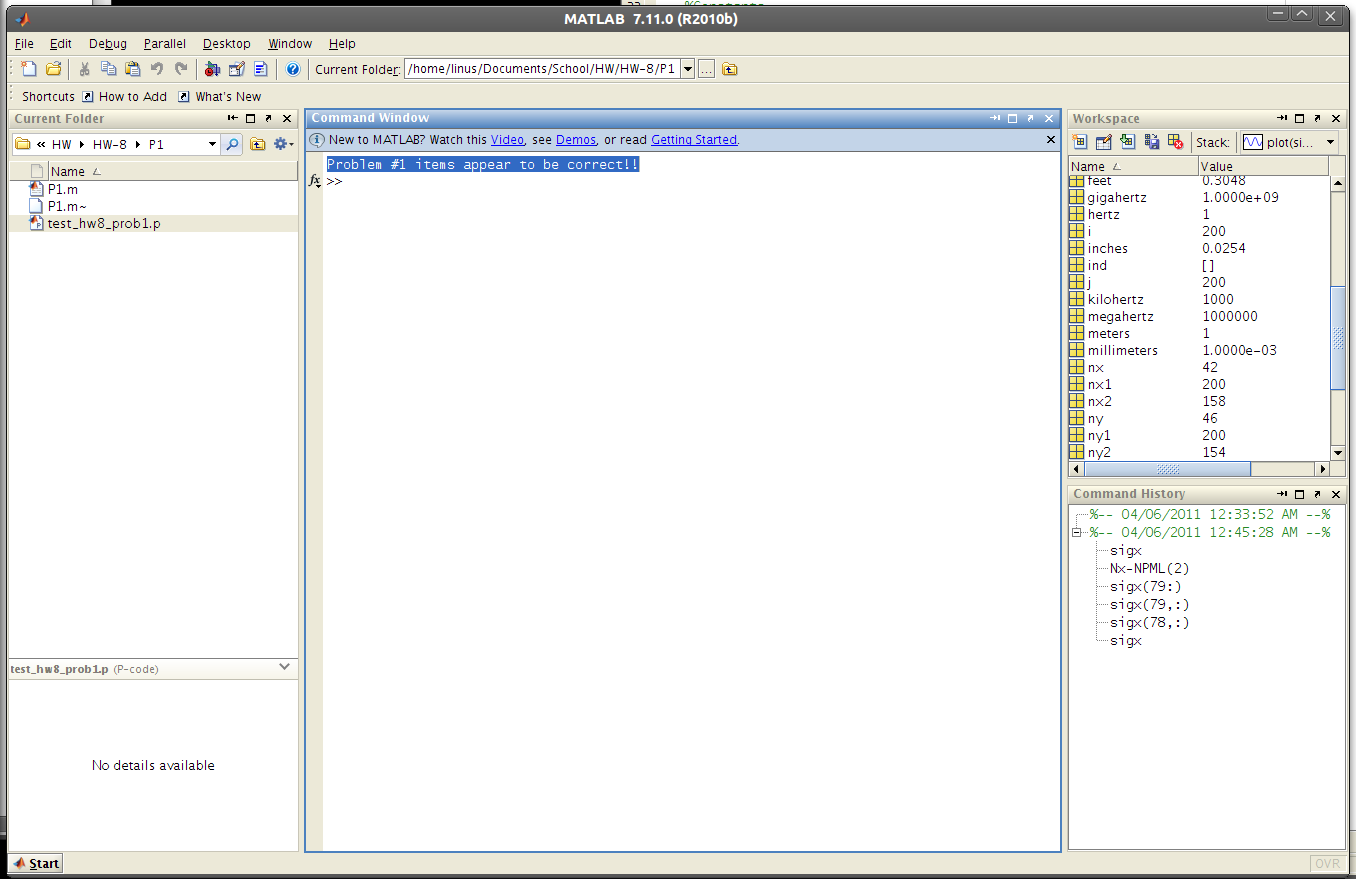 MATLAB 7.11.0 (R2010b)
File Edit Debug Parallel Desktop Window Help
Current Folder: /home/linus/Documents/School/HW/HW-8/P1 ...
Shortcuts How to Add What's New
Current Folder
« HW HW-8 P1
Name
P1.m
P1.m~
test_hw8_prob1.p
test_hw8_prob1.p (P-code)
No details available
Command Window
New to MATLAB? Watch this Video, see Demos, or read Getting Started.
Problem #1 items appear to be correct!!
fx >>
Workspace
Stack: plot(si...
Name Value
feet 0.3048
gigahertz 1.0000e+09
hertz 1
i 200
inches 0.0254
ind []
j 200
kilohertz 1000
megahertz 1000000
meters 1
millimeters 1.0000e-03
nx 42
nx1 200
nx2 158
ny 46
ny1 200
ny2 154
Command History
%-- 04/06/2011 12:33:52 AM --%
%-- 04/06/2011 12:45:28 AM --%
sigx
Nx-NPML(2)
sigx(79:)
sigx(79,:)
sigx(78,:)
sigx
Start
OVR